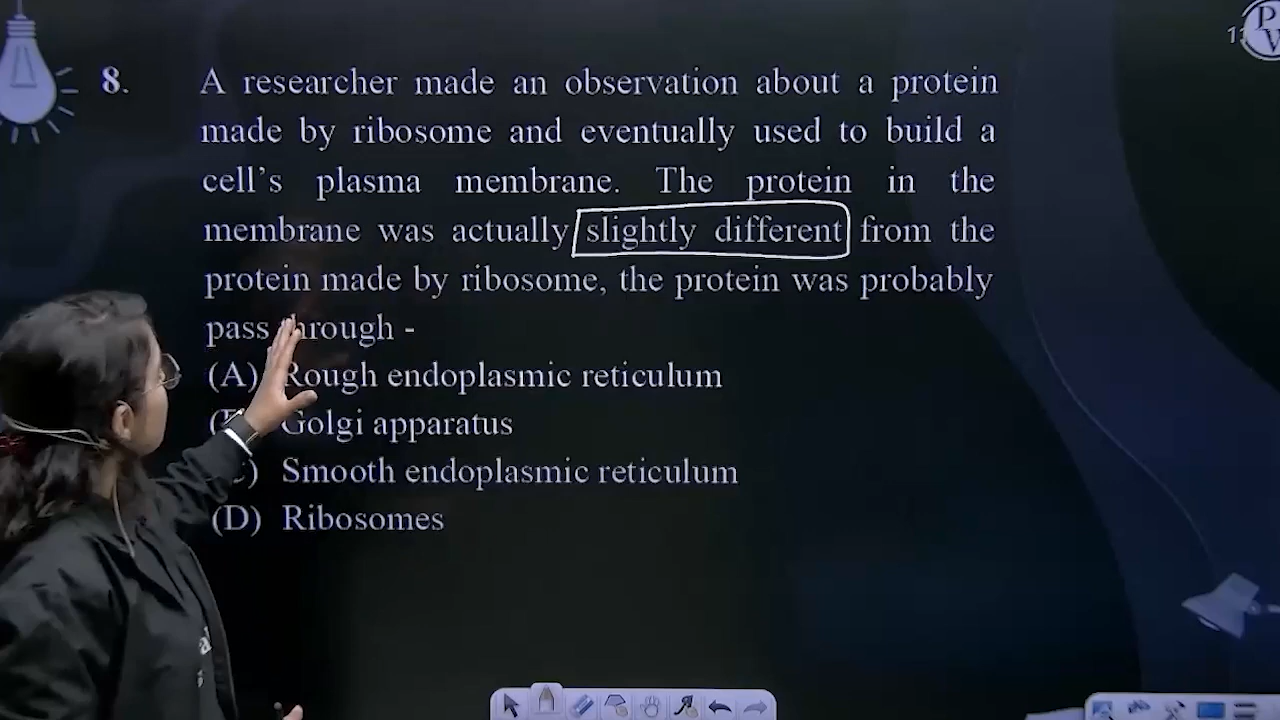 8. A researcher made an observation about a protein
made by ribosome and eventually used to build a
cell's plasma membrane. The protein in the
membrane was actually slightly different from the
protein made by ribosome, the protein was probably
pass through -
(A) Rough endoplasmic reticulum
Golgi apparatus
Smooth endoplasmic reticulum
(D) Ribosomes